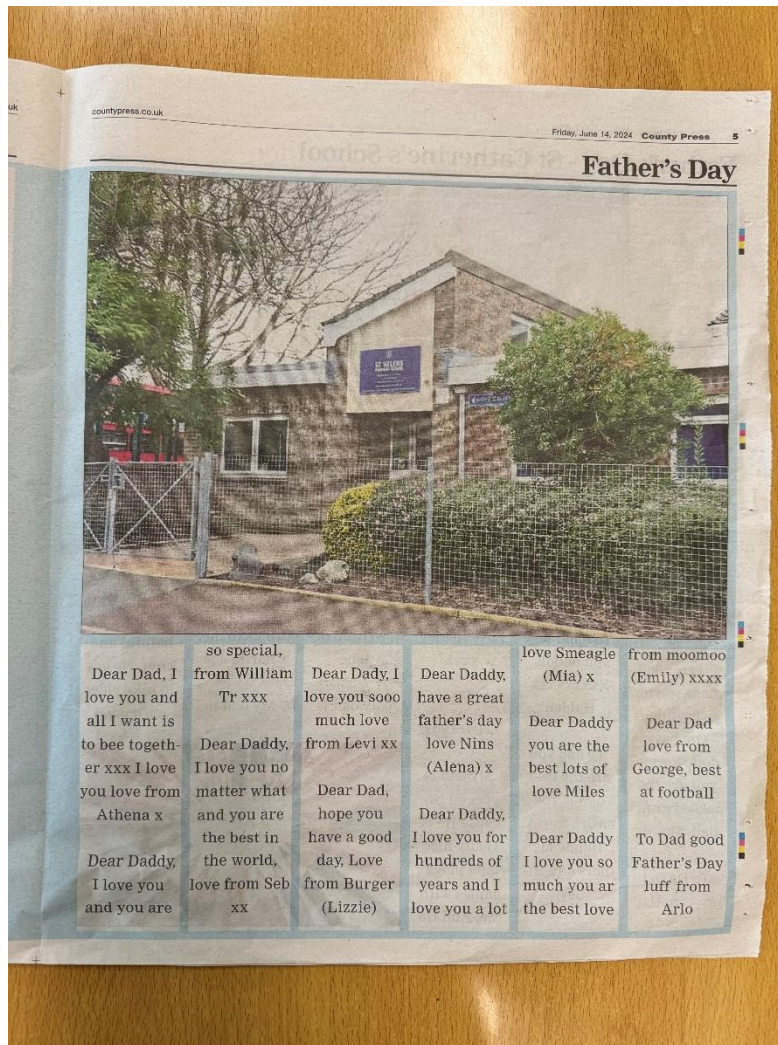 uk
countypress.co.uk
Friday, June 14, 2024 County Press 5
Father's Day
ST HELENS
PRIMARY SCHOOL
Dear Dad, I
love you and
all I want is
to bee togeth-
er xxx I love
you love from
Athena x
Dear Daddy,
I love you
and you are
so special,
from William
Tr xxx
Dear Daddy,
I love you no
matter what
and you are
the best in
the world,
love from Seb
xx
Dear Dady, I
love you sooo
much love
from Levi xx
Dear Dad,
hope you
have a good
day, Love
from Burger
(Lizzie)
Dear Daddy,
have a great
father's day
love Nins
(Alena) x
Dear Daddy,
I love you for
hundreds of
years and I
love you a lot
love Smeagle
(Mia) x
Dear Daddy
you are the
best lots of
love Miles
Dear Daddy
I love you so
much you ar
the best love
from moomoo
(Emily) xxxx
Dear Dad
love from
George, best
at football
To Dad good
Father's Day
luff from
Arlo